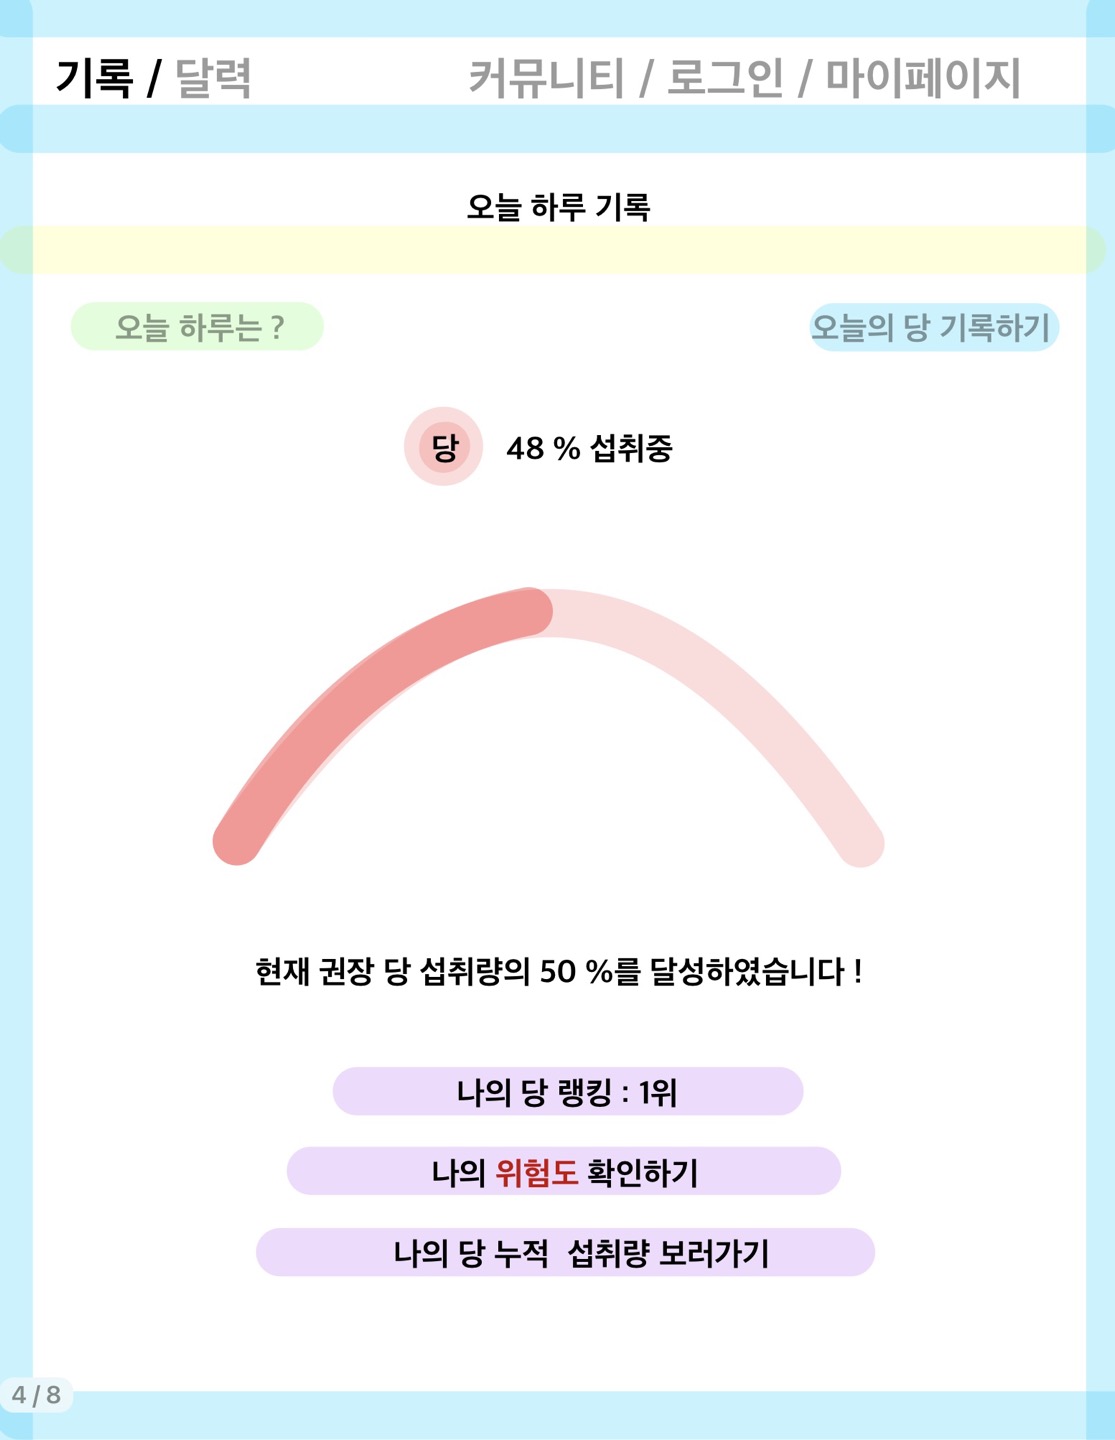 기록 / 달력
커뮤니티 / 로그인 / 마이페이지
오늘 하루 기록
오늘 하루는 ?
오늘의 당 기록하기
당
48 % 섭취중
현재 권장 당 섭취량의 50 %를 달성하였습니다 !
나의 당 랭킹 : 1위
나의 위험도 확인하기
나의 당 누적  섭취량 보러가기
4 / 8